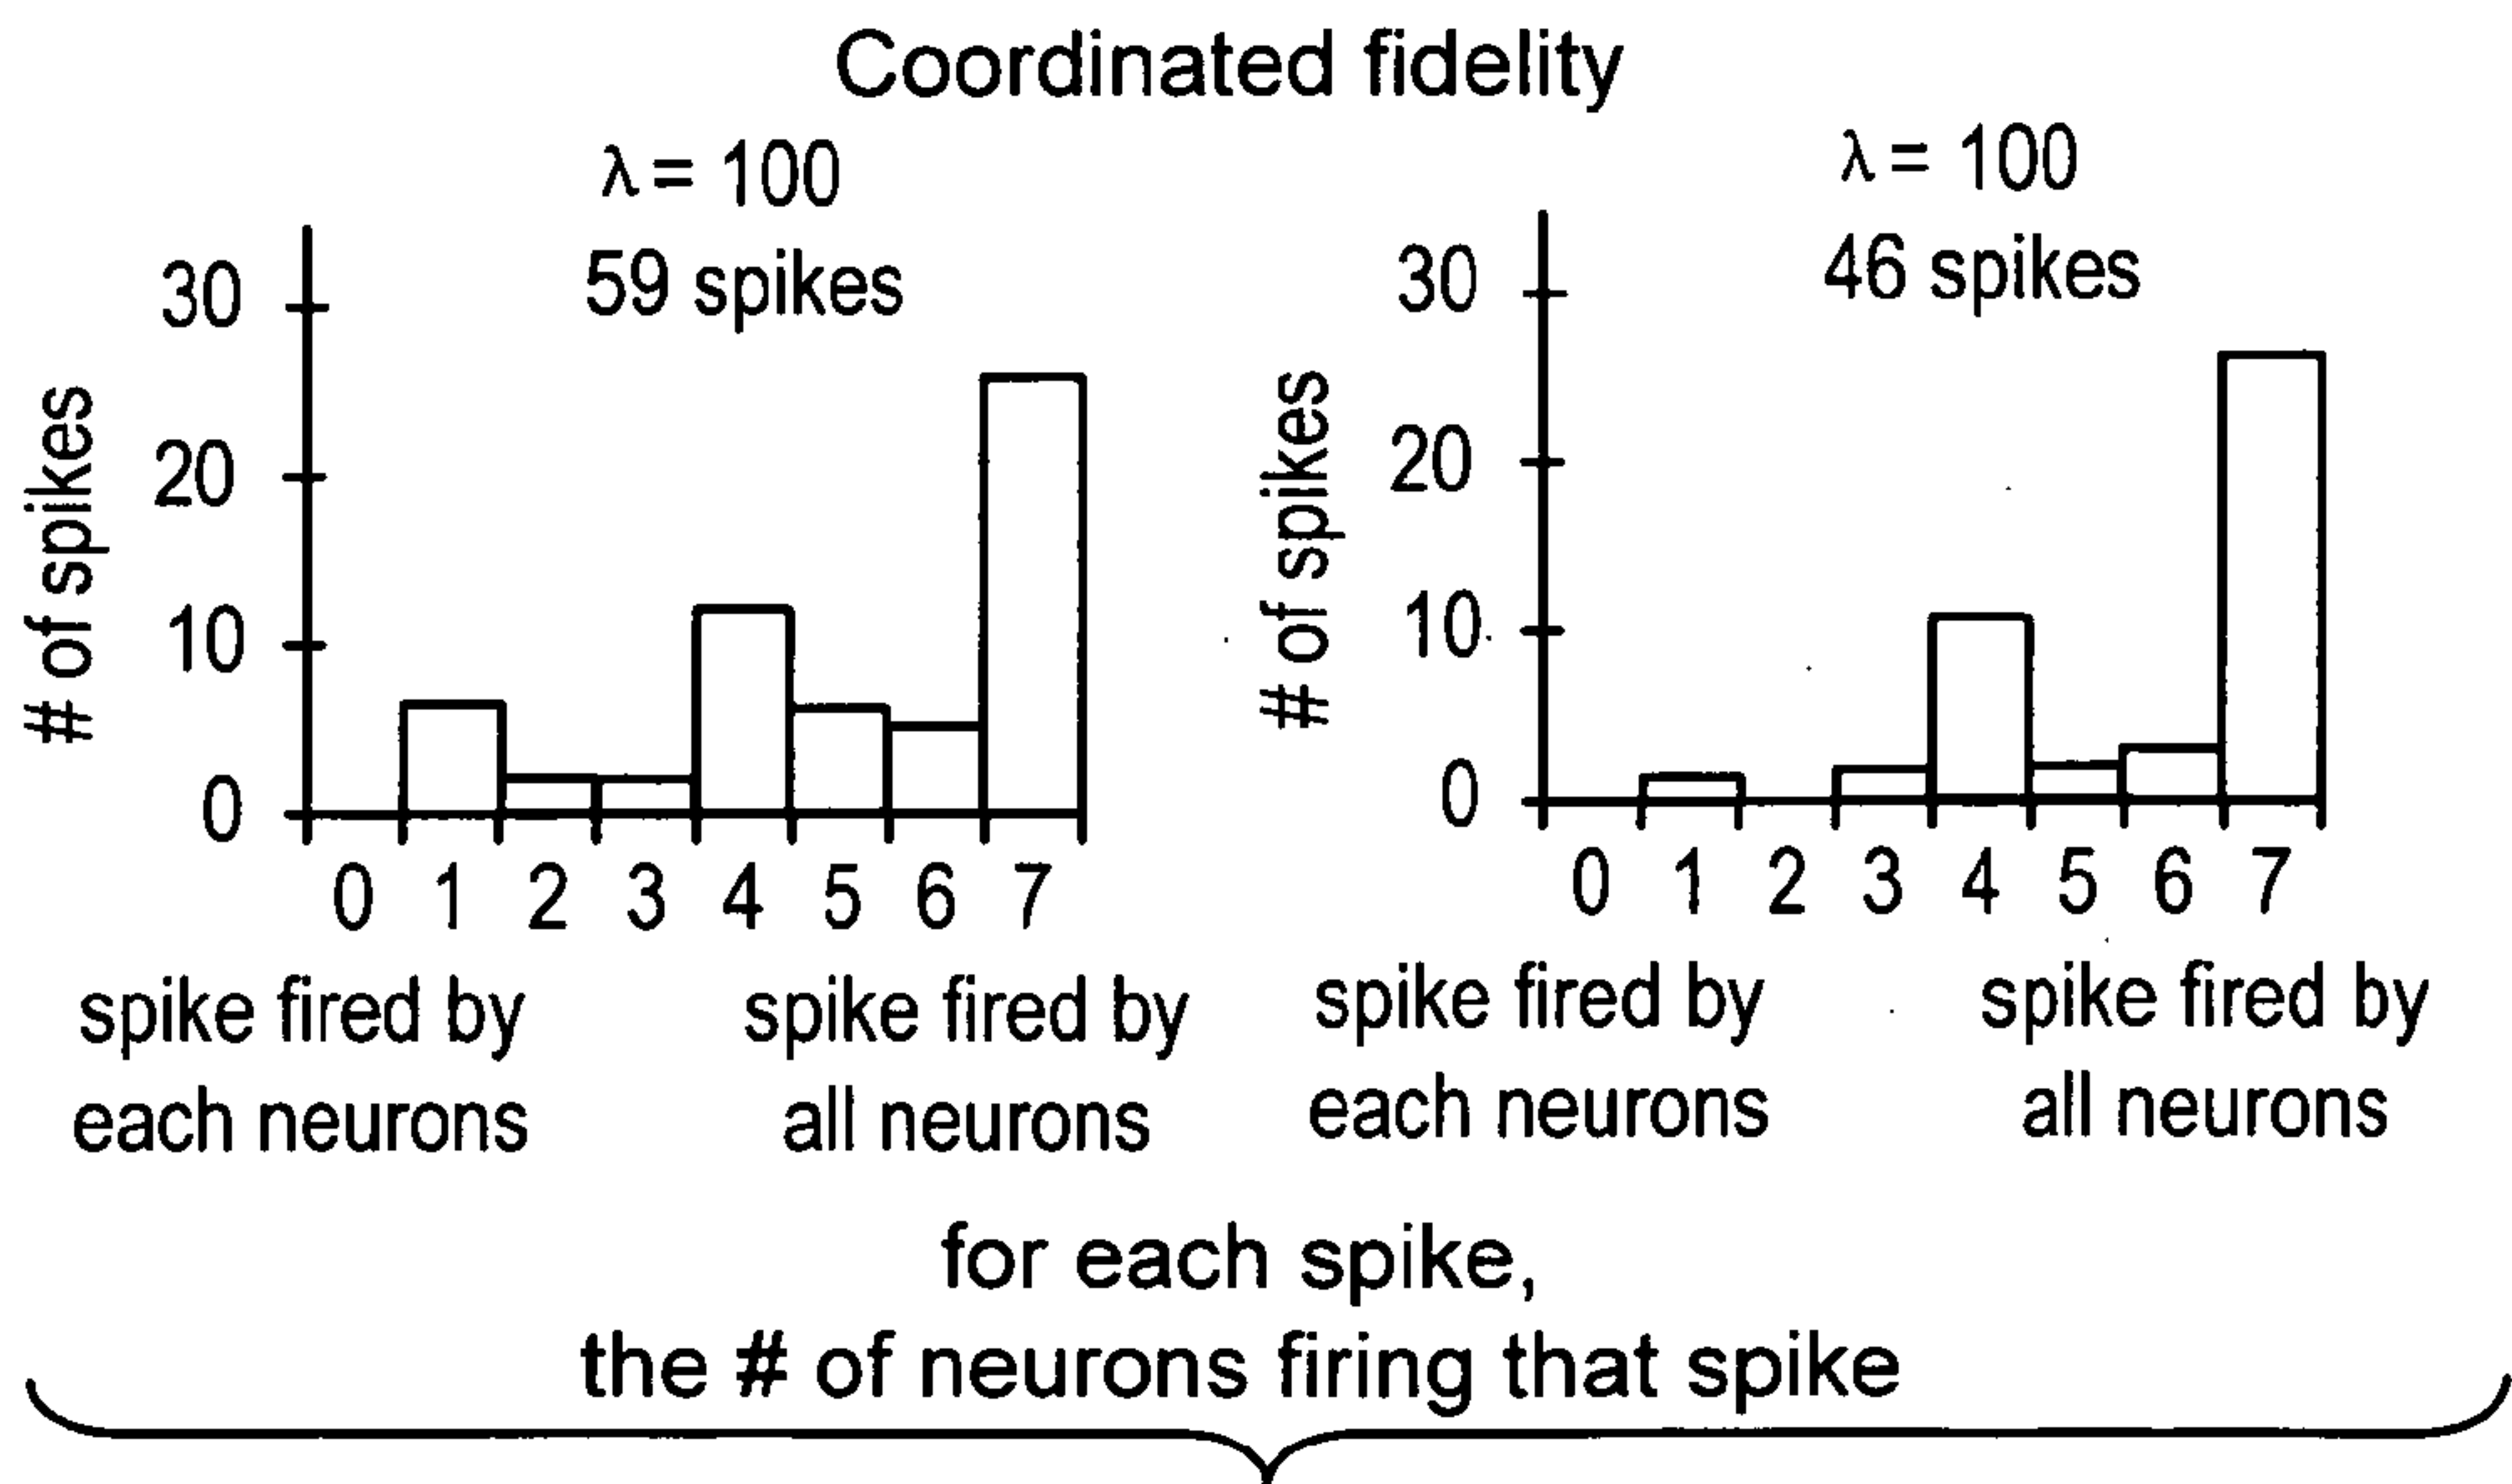 Coordinated fidelity
λ = 100
59 spikes
# of spikes
30
20
10
0
0 1 2 3 4 5 6 7
spike fired by
each neurons
spike fired by
all neurons
λ = 100
46 spikes
# of spikes
30
20
10
0
0 1 2 3 4 5 6 7
spike fired by
each neurons
spike fired by
all neurons
for each spike,
the # of neurons firing that spike